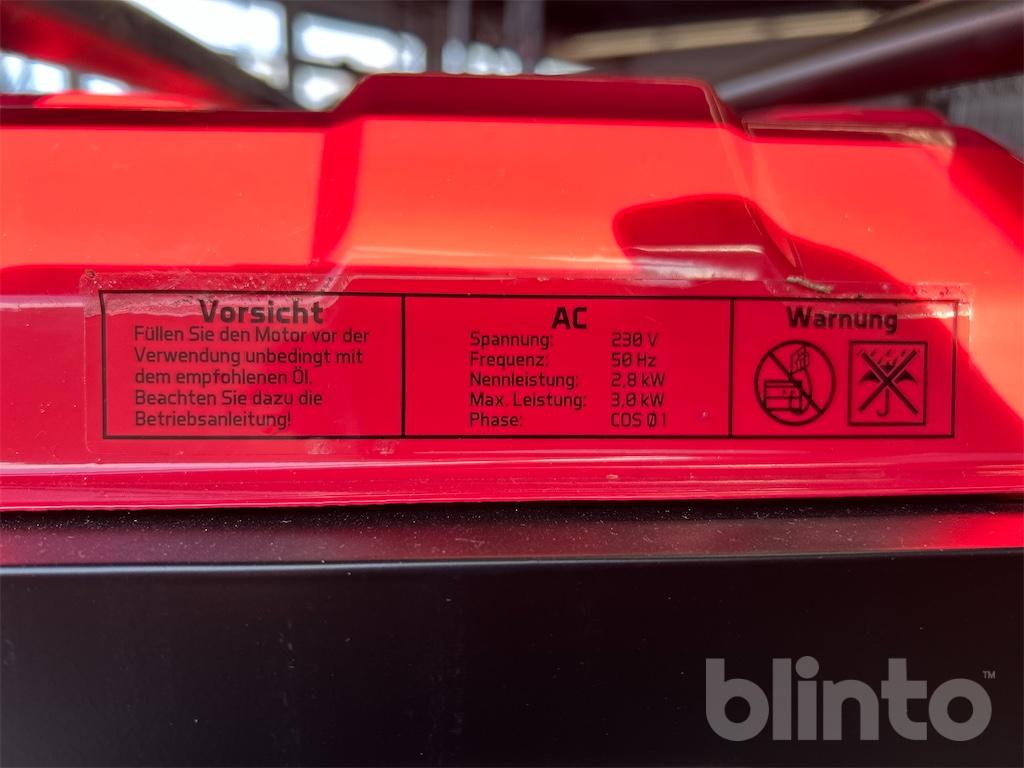 Vorsicht
Füllen Sie den Motor vor der
Verwendung unbedingt mit
dem empfohlenen Öl.
Beachten Sie dazu die
Betriebsanleitung!
AC
Spannung: 230 V
Frequenz: 50 Hz
Nennleistung: 2,8 kW
Max. Leistung: 3,0 kW
Phase: COS Ø 1
Warnung
blinto™